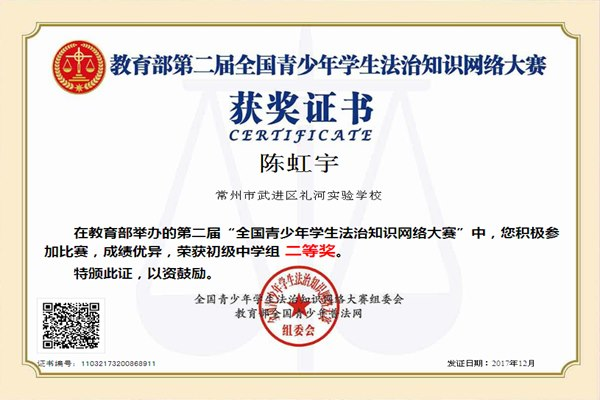 教育部第二届全国青少年学生法治知识网络大赛
获奖证书
CERTIFICATE
陈虹宇
常州市武进区礼河实验学校
在教育部举办的第二届“全国青少年学生法治知识网络大赛”中，您积极参
加比赛，成绩优异，荣获初级中学组 二等奖。
特颁此证，以资鼓励。
全国青少年学生法治知识网络大赛组委会
教育部全国青少年普法网
组委会
证书编号： 11032173200868911
发证日期：2017年12月